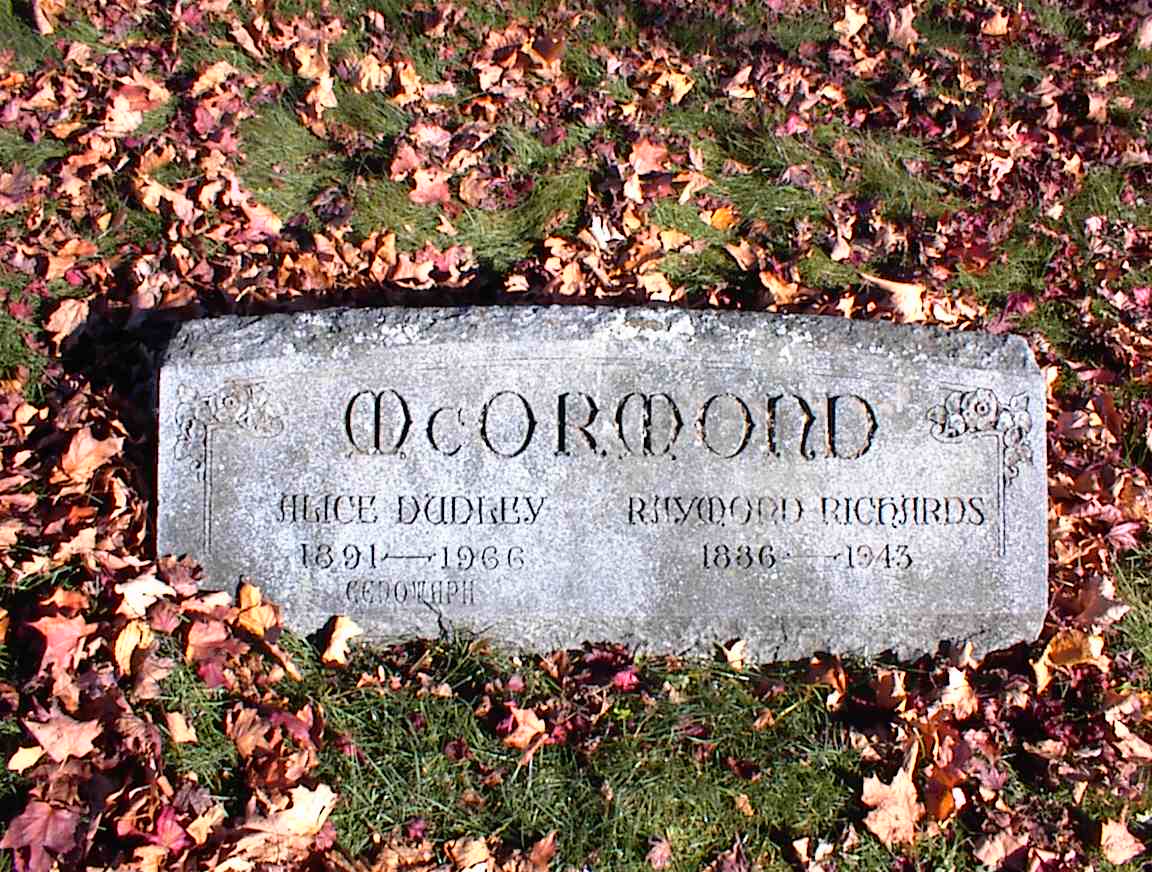 McORMOND
ALICE DUDLEY
1891—1966
CENOTAPH
RAYMOND RICHARDS
1886—1943